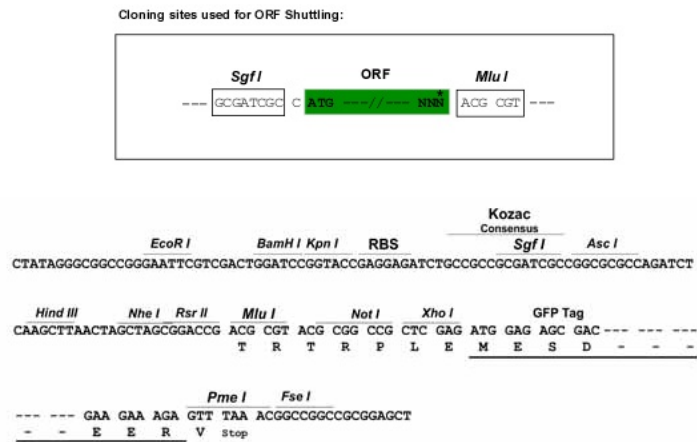 Cloning sites used for ORF Shuttling:
Sgf I ORF Mlu I
--- GCGATCGC C ATG ---//--- NNN* ACG CGT ---
Kozac
Consensus
EcoR I BamH I Kpn I RBS Sgf I Asc I
CTATAGGGCGGCCGGGAATTCGTCGACTGGATCCGGTACCGAGGAGATCTGCCGCCGCGATCGCCGGCGCGCCAGATCT
Hind III Nhe I Rsr II Mlu I Not I Xho I GFP Tag
CAAGCTTAACTAGCTAGCGGACCG ACG CGT ACG CGG CCG CTC GAG ATG GAG AGC GAC --- --- ---
T R T R P L E M E S D - - -
--- --- GAA GAA AGA GTT TAA ACGGCCGGCCGCGGAGCT
- - E E R V Stop
Pme I Fse I